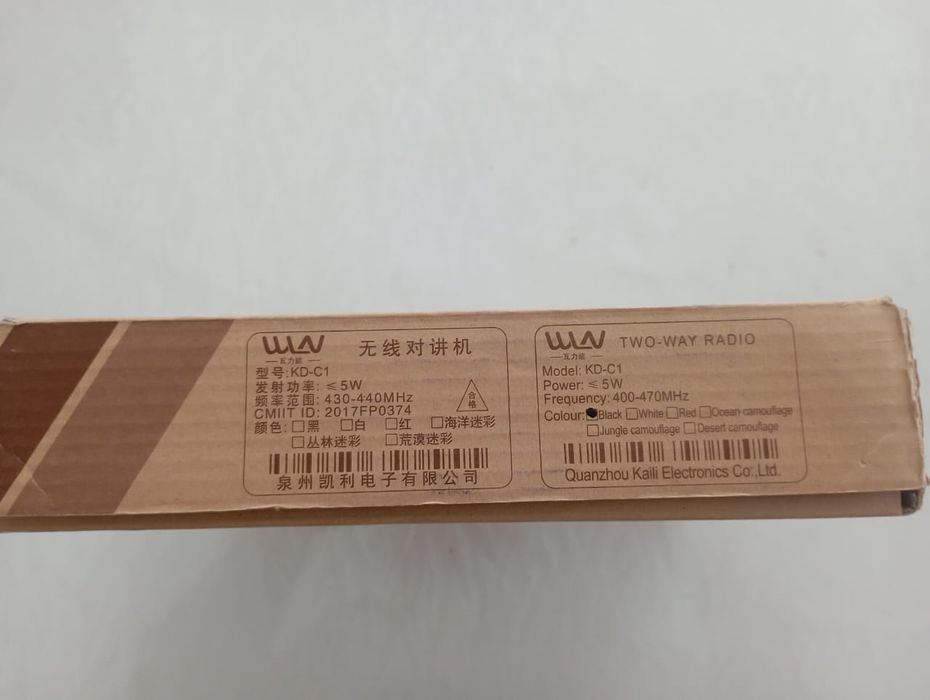 WLN
瓦力能
无线对讲机
型号:KD-C1
发射功率: ≤5W
频率范围: 430-440MHz
CMIIT ID: 2017FP0374
合格
颜色: □黑 □白 □红 □海洋迷彩
□丛林迷彩 □荒漠迷彩
泉州凯利电子有限公司
WLN
瓦力能
TWO-WAY RADIO
Model: KD-C1
Power: ≤5W
Frequency: 400-470MHz
Colour: Black □White □Red □Ocean camouflage
□Jungle camouflage □Desert camouflage
Quanzhou Kaili Electronics Co.,Ltd.